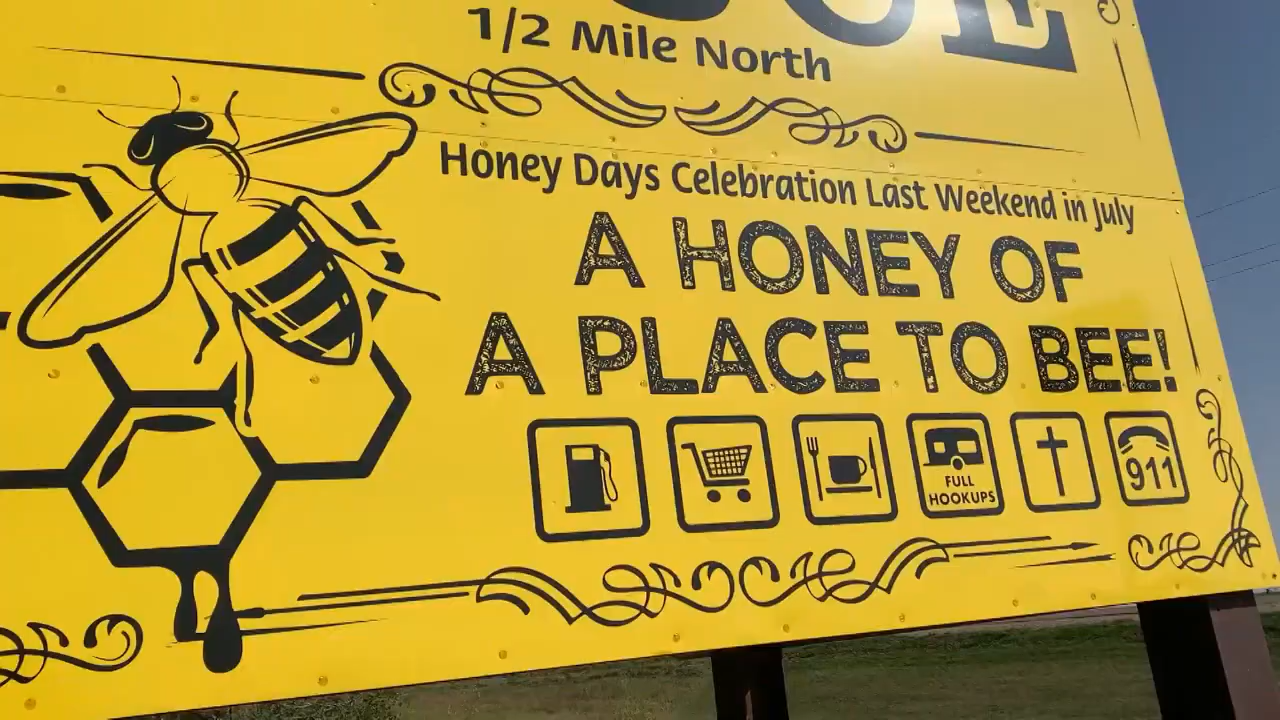 1/2 Mile North
Honey Days Celebration Last Weekend in July
A HONEY OF
A PLACE TO BEE!
FULL
HOOKUPS
911